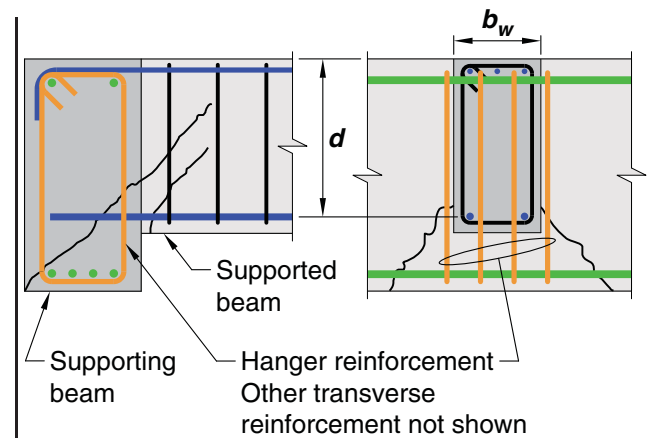 b_w
d
Supported
beam
Supporting
beam
Hanger reinforcement
Other transverse
reinforcement not shown